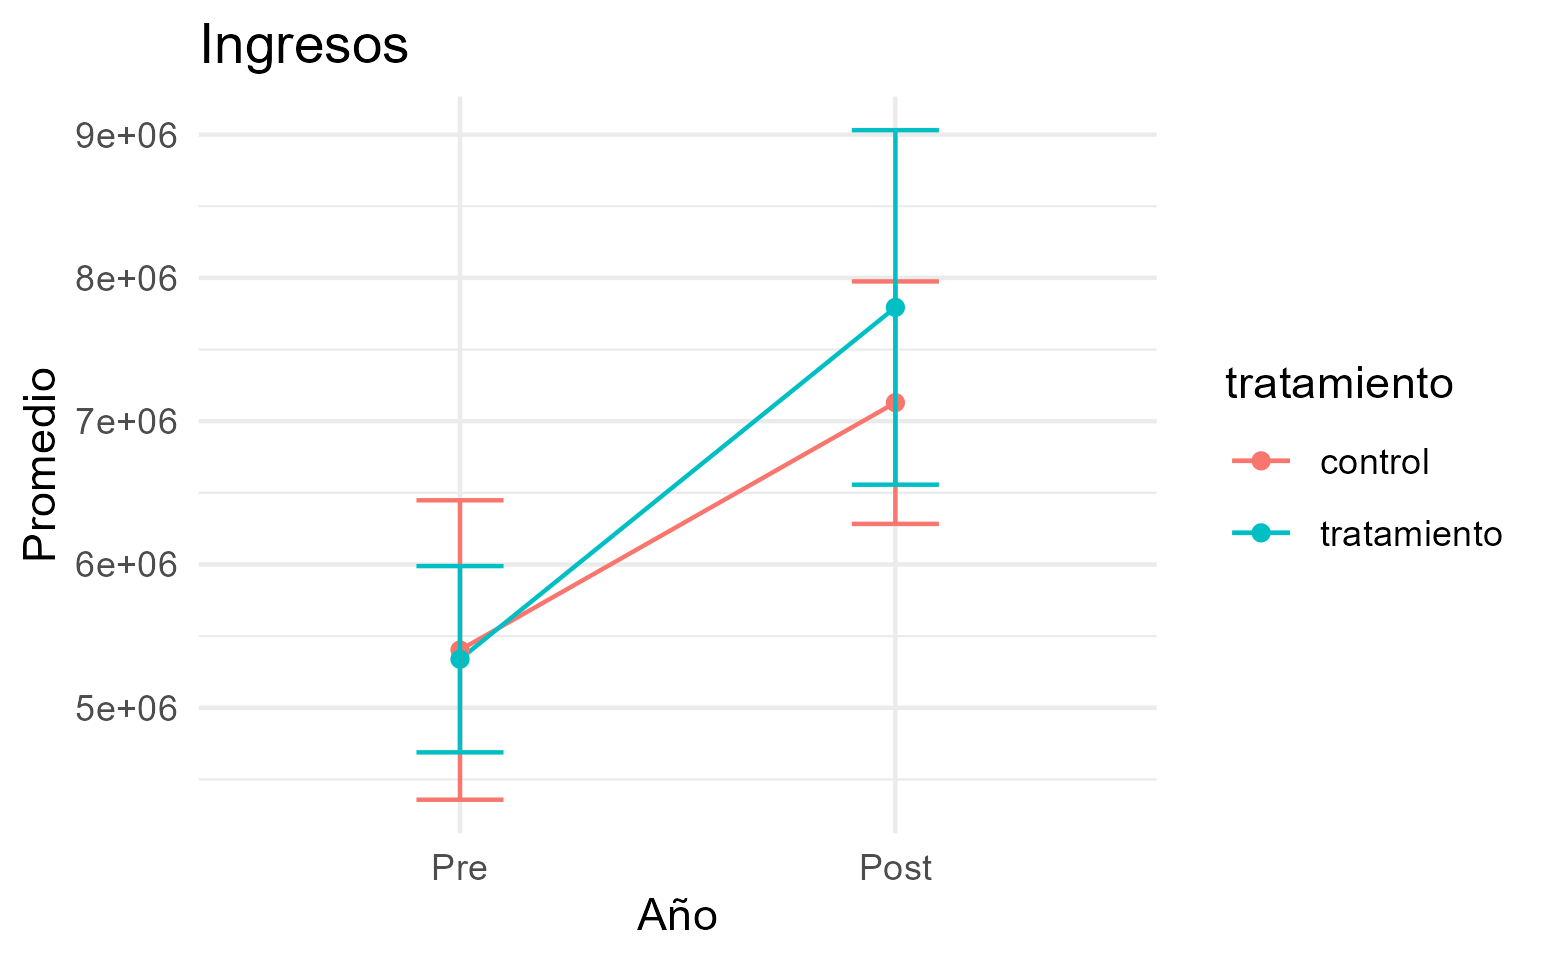 Ingresos
9e+06
8e+06
7e+06
6e+06
5e+06
Promedio
Pre
Post
Año
tratamiento
control
tratamiento